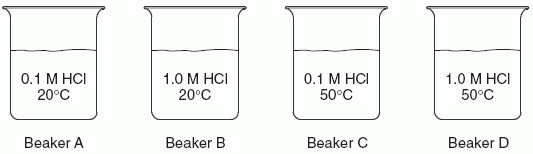 0.1 M HCl
20°C
1.0 M HCl
20°C
0.1 M HCl
50°C
1.0 M HCl
50°C
Beaker A
Beaker B
Beaker C
Beaker D